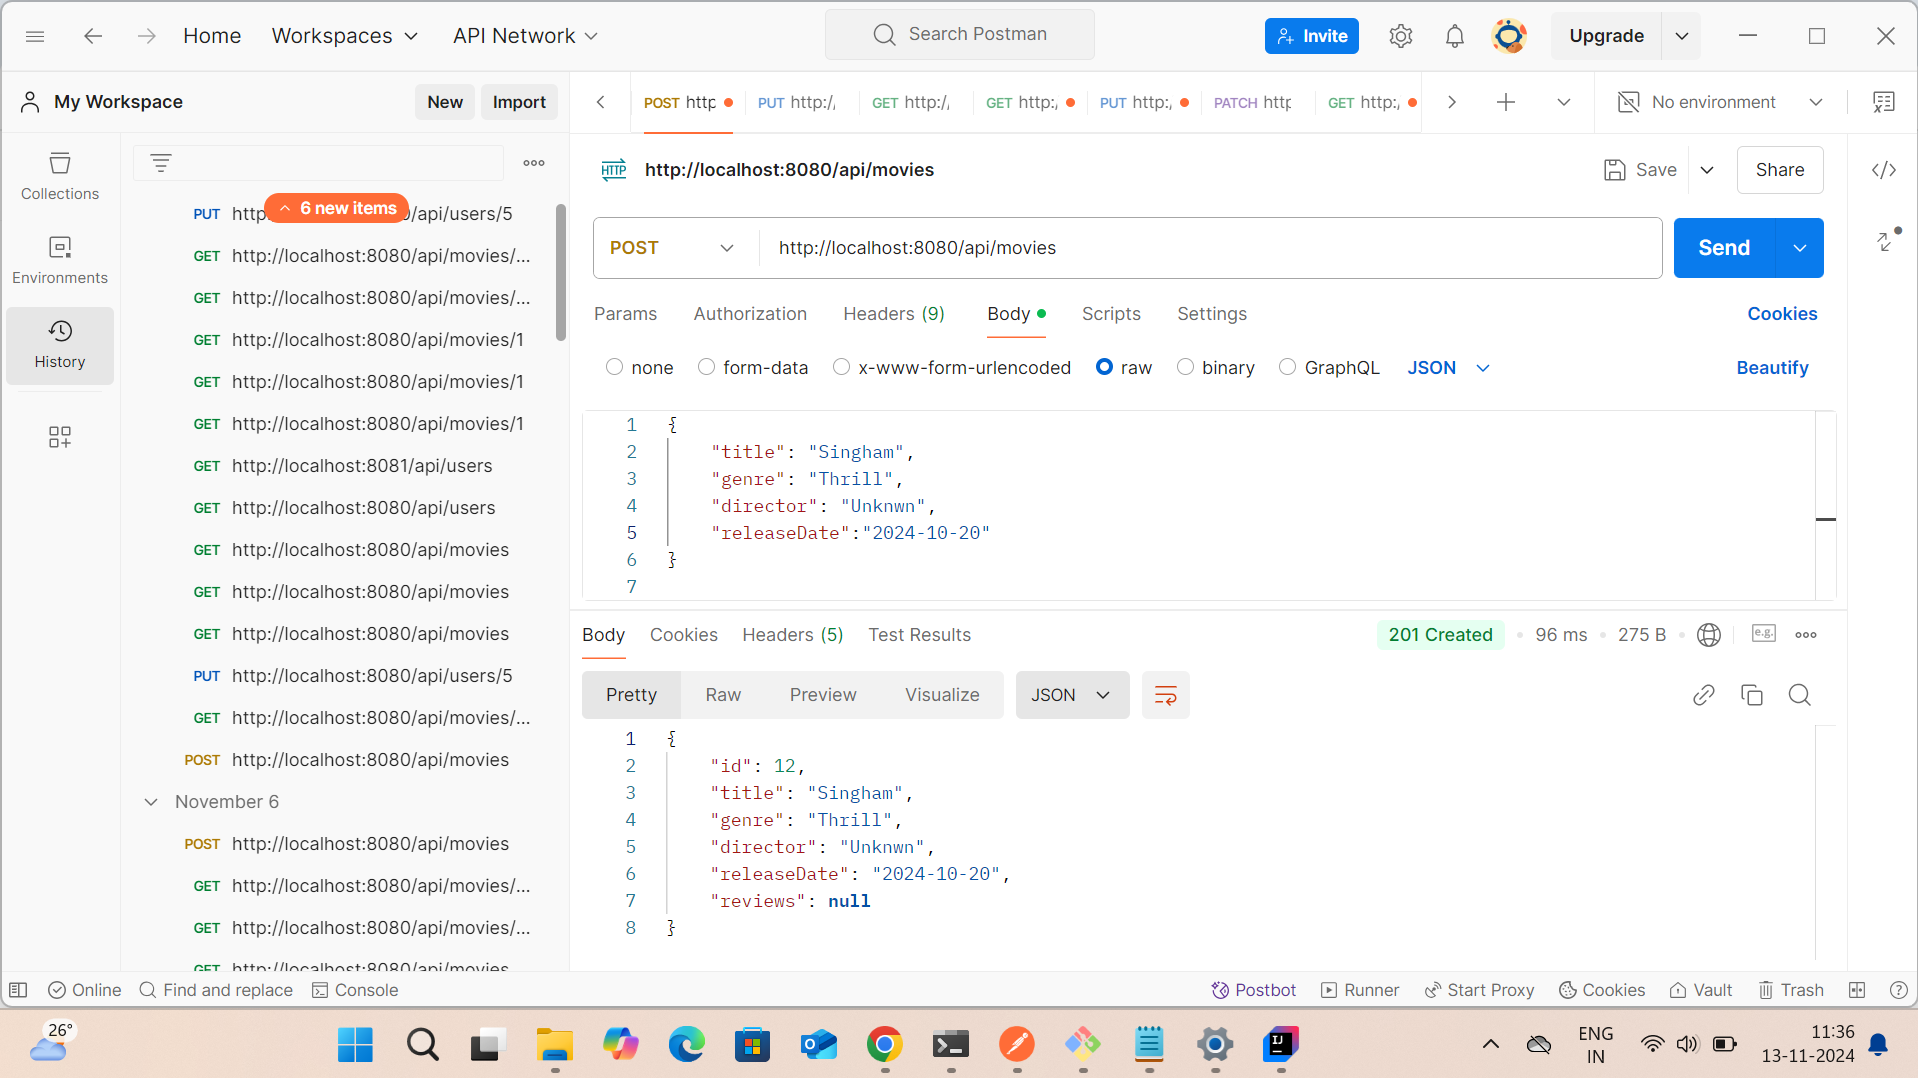 Home
Workspaces
API Network
Search Postman
Invite
Upgrade
My Workspace
New
Import
POST http
PUT http:/
GET http:/
GET http:
PUT http:
PATCH http
GET http:
No environment
Collections
Environments
History
6 new items
PUT http /api/users/5
GET http://localhost:8080/api/movies/...
GET http://localhost:8080/api/movies/...
GET http://localhost:8080/api/movies/1
GET http://localhost:8080/api/movies/1
GET http://localhost:8080/api/movies/1
GET http://localhost:8081/api/users
GET http://localhost:8080/api/users
GET http://localhost:8080/api/movies
GET http://localhost:8080/api/movies
GET http://localhost:8080/api/movies
PUT http://localhost:8080/api/users/5
GET http://localhost:8080/api/movies/...
POST http://localhost:8080/api/movies
November 6
POST http://localhost:8080/api/movies
GET http://localhost:8080/api/movies/...
GET http://localhost:8080/api/movies/...
GET http://localhost:8080/api/movies
HTTP http://localhost:8080/api/movies
Save
Share
POST
http://localhost:8080/api/movies
Send
Params
Authorization
Headers (9)
Body
Scripts
Settings
Cookies
none
form-data
x-www-form-urlencoded
raw
binary
GraphQL
JSON
Beautify
1 {
2 "title": "Singham",
3 "genre": "Thrill",
4 "director": "Unknwn",
5 "releaseDate":"2024-10-20"
6 }
7
Body
Cookies
Headers (5)
Test Results
201 Created
96 ms
275 B
e.g.
Pretty
Raw
Preview
Visualize
JSON
1 {
2 "id": 12,
3 "title": "Singham",
4 "genre": "Thrill",
5 "director": "Unknwn",
6 "releaseDate": "2024-10-20",
7 "reviews": null
8 }
Online
Find and replace
Console
Postbot
Runner
Start Proxy
Cookies
Vault
Trash
26°
ENG
IN
11:36
13-11-2024